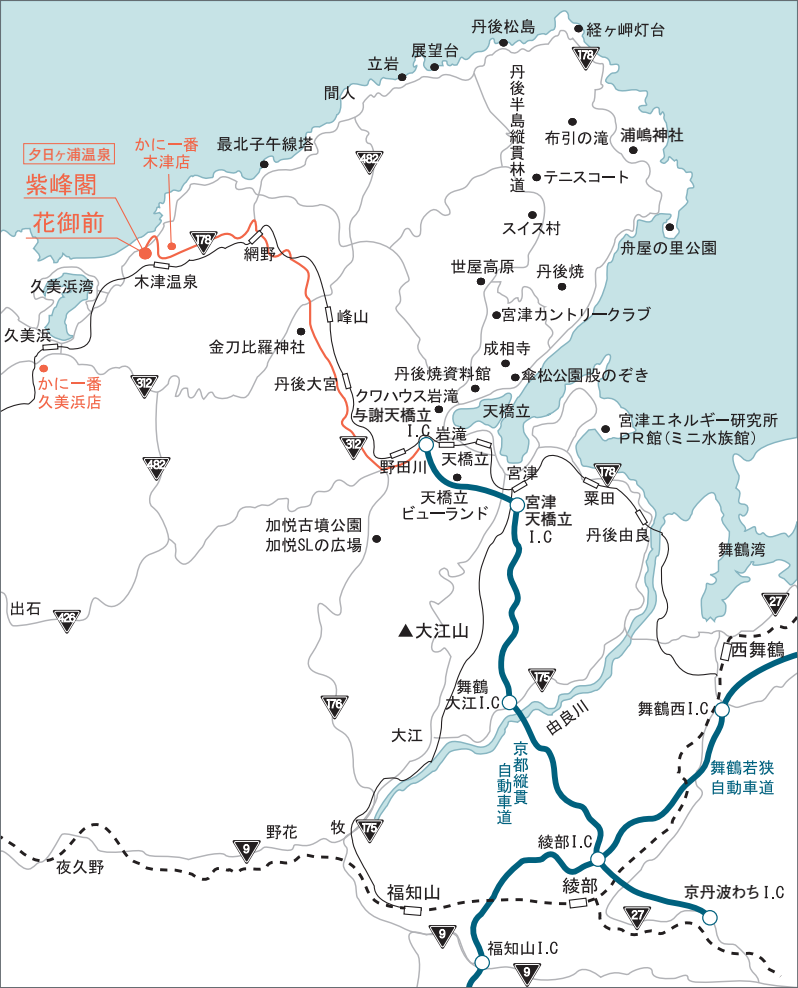 経ヶ岬灯台
丹後松島
展望台
立岩
間人
178
丹後半島縦貫林道
布引の滝
浦嶋神社
最北子午線塔
482
かに一番
木津店
夕日ヶ浦温泉
紫峰閣
花御前
テニスコート
スイス村
舟屋の里公園
178
網野
木津温泉
久美浜湾
世屋高原
丹後焼
宮津カントリークラブ
峰山
久美浜
金刀比羅神社
成相寺
傘松公園股のぞき
丹後焼資料館
かに一番
久美浜店
312
丹後大宮
クワハウス岩滝
与謝天橋立
I.C
岩滝
天橋立
宮津エネルギー研究所
PR館(ミニ水族館)
312
野田川
天橋立
宮津
178
482
天橋立
ビューランド
宮津
天橋立
I.C
栗田
丹後由良
加悦古墳公園
加悦SLの広場
舞鶴湾
出石
426
27
大江山
西舞鶴
175
舞鶴
大江I.C
176
由良川
舞鶴西I.C
大江
京都縦貫
自動車道
舞鶴若狭
自動車道
野花
牧
175
9
夜久野
綾部I.C
福知山
綾部
京丹波わちI.C
27
9
福知山I.C
9